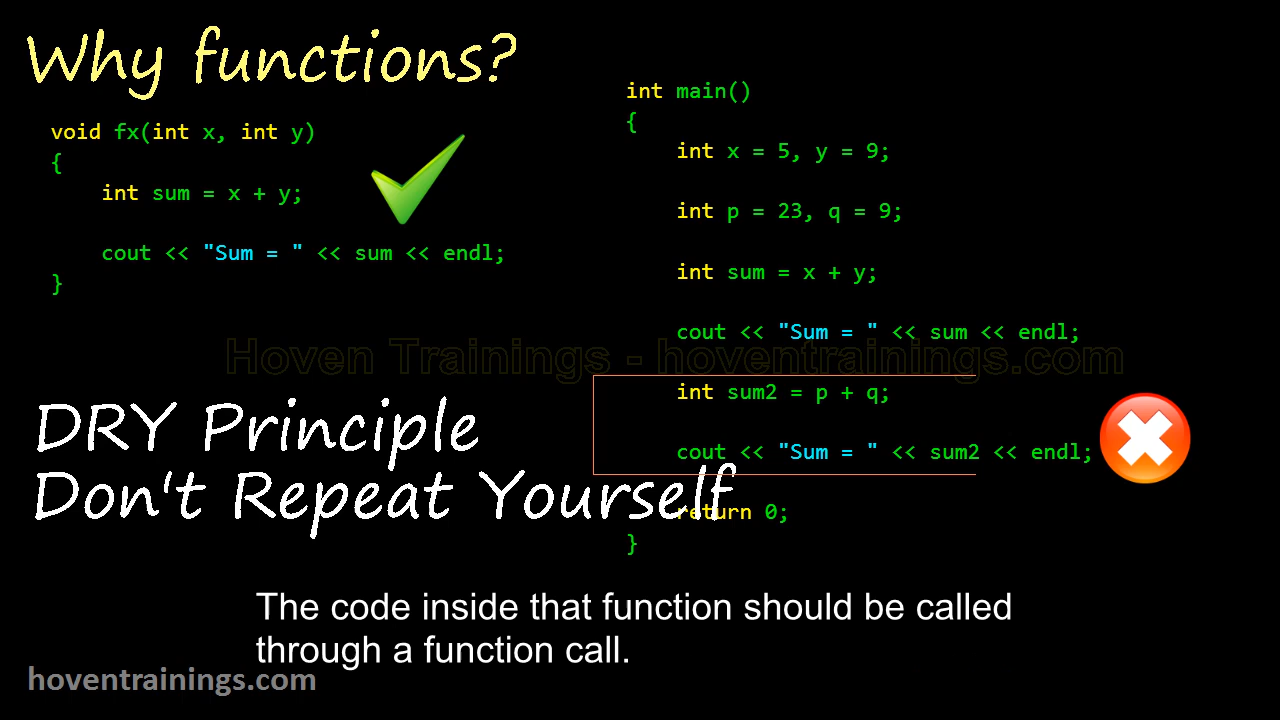 Why functions?
void fx(int x, int y)
{
int sum = x + y;
cout << "Sum = " << sum << endl;
}
int main()
{
int x = 5, y = 9;
int p = 23, q = 9;
int sum = x + y;
cout << "Sum = " << sum << endl;
int sum2 = p + q;
cout << "Sum = " << sum2 << endl;
return 0;
}
Hoven Trainings - hoventrainings.com
DRY Principle
Don't Repeat Yourself
The code inside that function should be called
through a function call.
hoventrainings.com